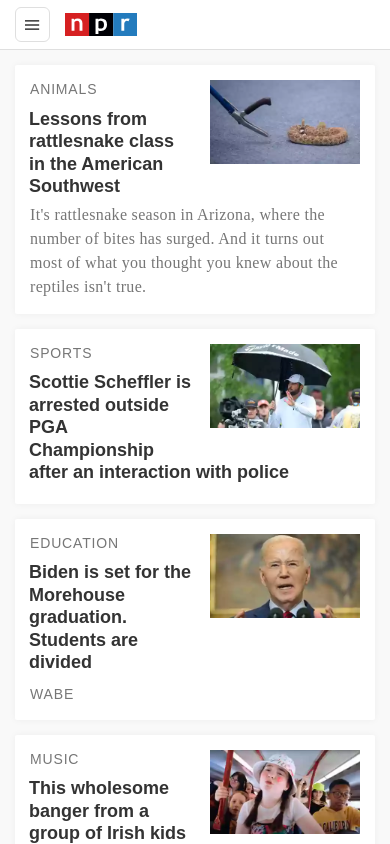 npr
ANIMALS
Lessons from
rattlesnake class
in the American
Southwest
It's rattlesnake season in Arizona, where the
number of bites has surged. And it turns out
most of what you thought you knew about the
reptiles isn't true.
SPORTS
Scottie Scheffler is
arrested outside
PGA
Championship
after an interaction with police
EDUCATION
Biden is set for the
Morehouse
graduation.
Students are
divided
WABE
MUSIC
This wholesome
banger from a
group of Irish kids